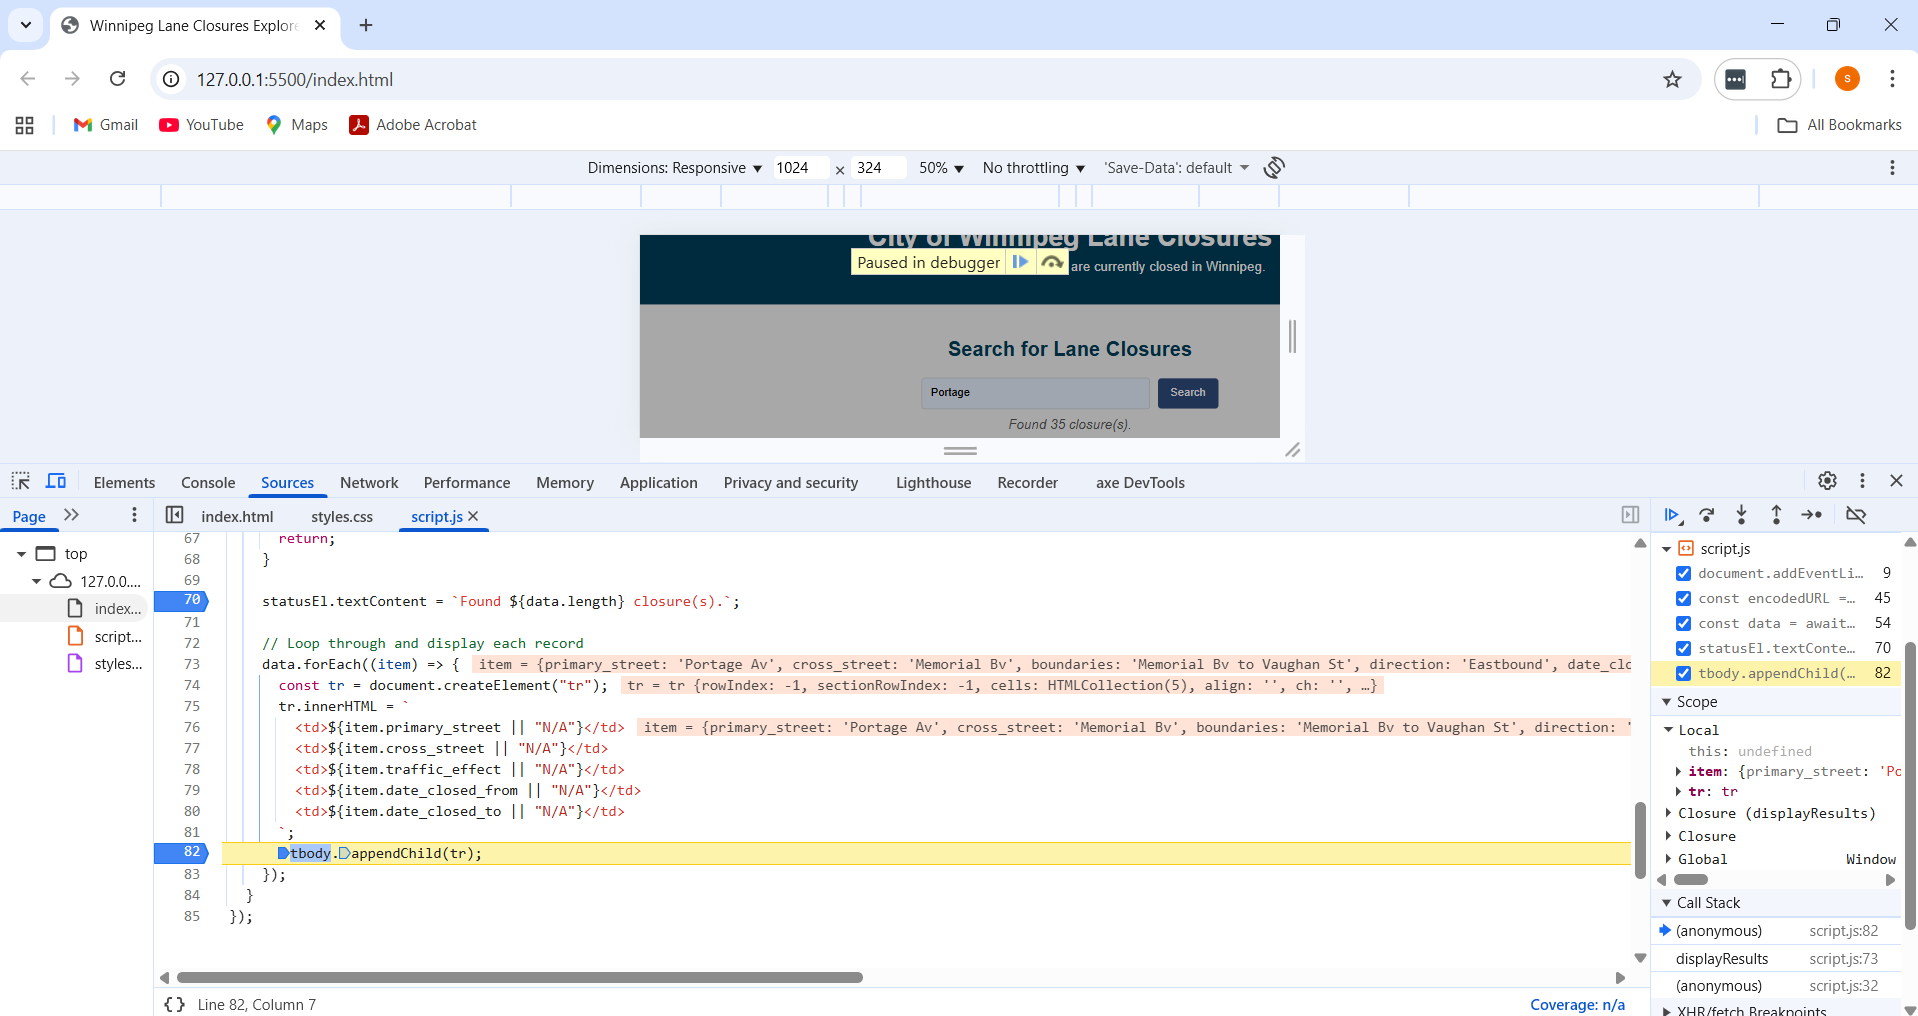 Winnipeg Lane Closures Explore
127.0.0.1:5500/index.html
S
Gmail YouTube Maps Adobe Acrobat All Bookmarks
Dimensions: Responsive 1024 × 324 50% No throttling 'Save-Data': default
City of Winnipeg Lane Closures
Paused in debugger are currently closed in Winnipeg.
Search for Lane Closures
Portage Search
Found 35 closure(s).
Elements Console Sources Network Performance Memory Application Privacy and security Lighthouse Recorder axe DevTools
Page index.html styles.css script.js
top
127.0.0....
index...
script...
styles...
67 return;
68 }
69
70 statusEl.textContent = `Found ${data.length} closure(s).`;
71
72 // Loop through and display each record
73 data.forEach((item) => { item = {primary_street: 'Portage Av', cross_street: 'Memorial Bv', boundaries: 'Memorial Bv to Vaughan St', direction: 'Eastbound', date_clo
74 const tr = document.createElement("tr"); tr = tr {rowIndex: -1, sectionRowIndex: -1, cells: HTMLCollection(5), align: '', ch: '', …}
75 tr.innerHTML = `
76 <td>${item.primary_street || "N/A"}</td> item = {primary_street: 'Portage Av', cross_street: 'Memorial Bv', boundaries: 'Memorial Bv to Vaughan St', direction: '
77 <td>${item.cross_street || "N/A"}</td>
78 <td>${item.traffic_effect || "N/A"}</td>
79 <td>${item.date_closed_from || "N/A"}</td>
80 <td>${item.date_closed_to || "N/A"}</td>
81 `;
82 tbody.appendChild(tr);
83 });
84 }
85 });
{ } Line 82, Column 7 Coverage: n/a
script.js
document.addEventLi… 9
const encodedURL =… 45
const data = await… 54
statusEl.textConte… 70
tbody.appendChild(… 82
Scope
Local
this: undefined
item: {primary_street: 'Po
tr: tr
Closure (displayResults)
Closure
Global Window
Call Stack
(anonymous) script.js:82
displayResults script.js:73
(anonymous) script.js:32
XHR/fetch Breakpoints